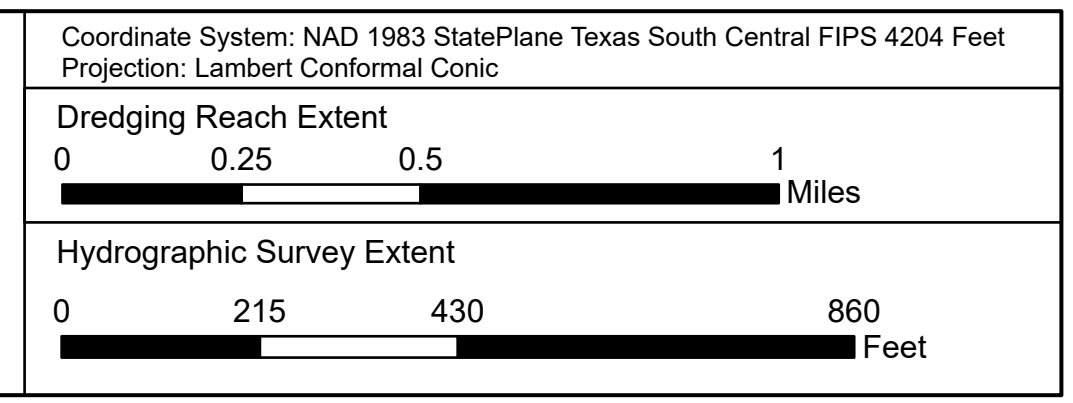 Coordinate System: NAD 1983 StatePlane Texas South Central FIPS 4204 Feet
Projection: Lambert Conformal Conic
Dredging Reach Extent
0 0.25 0.5 1
Miles
Hydrographic Survey Extent
0 215 430 860
Feet